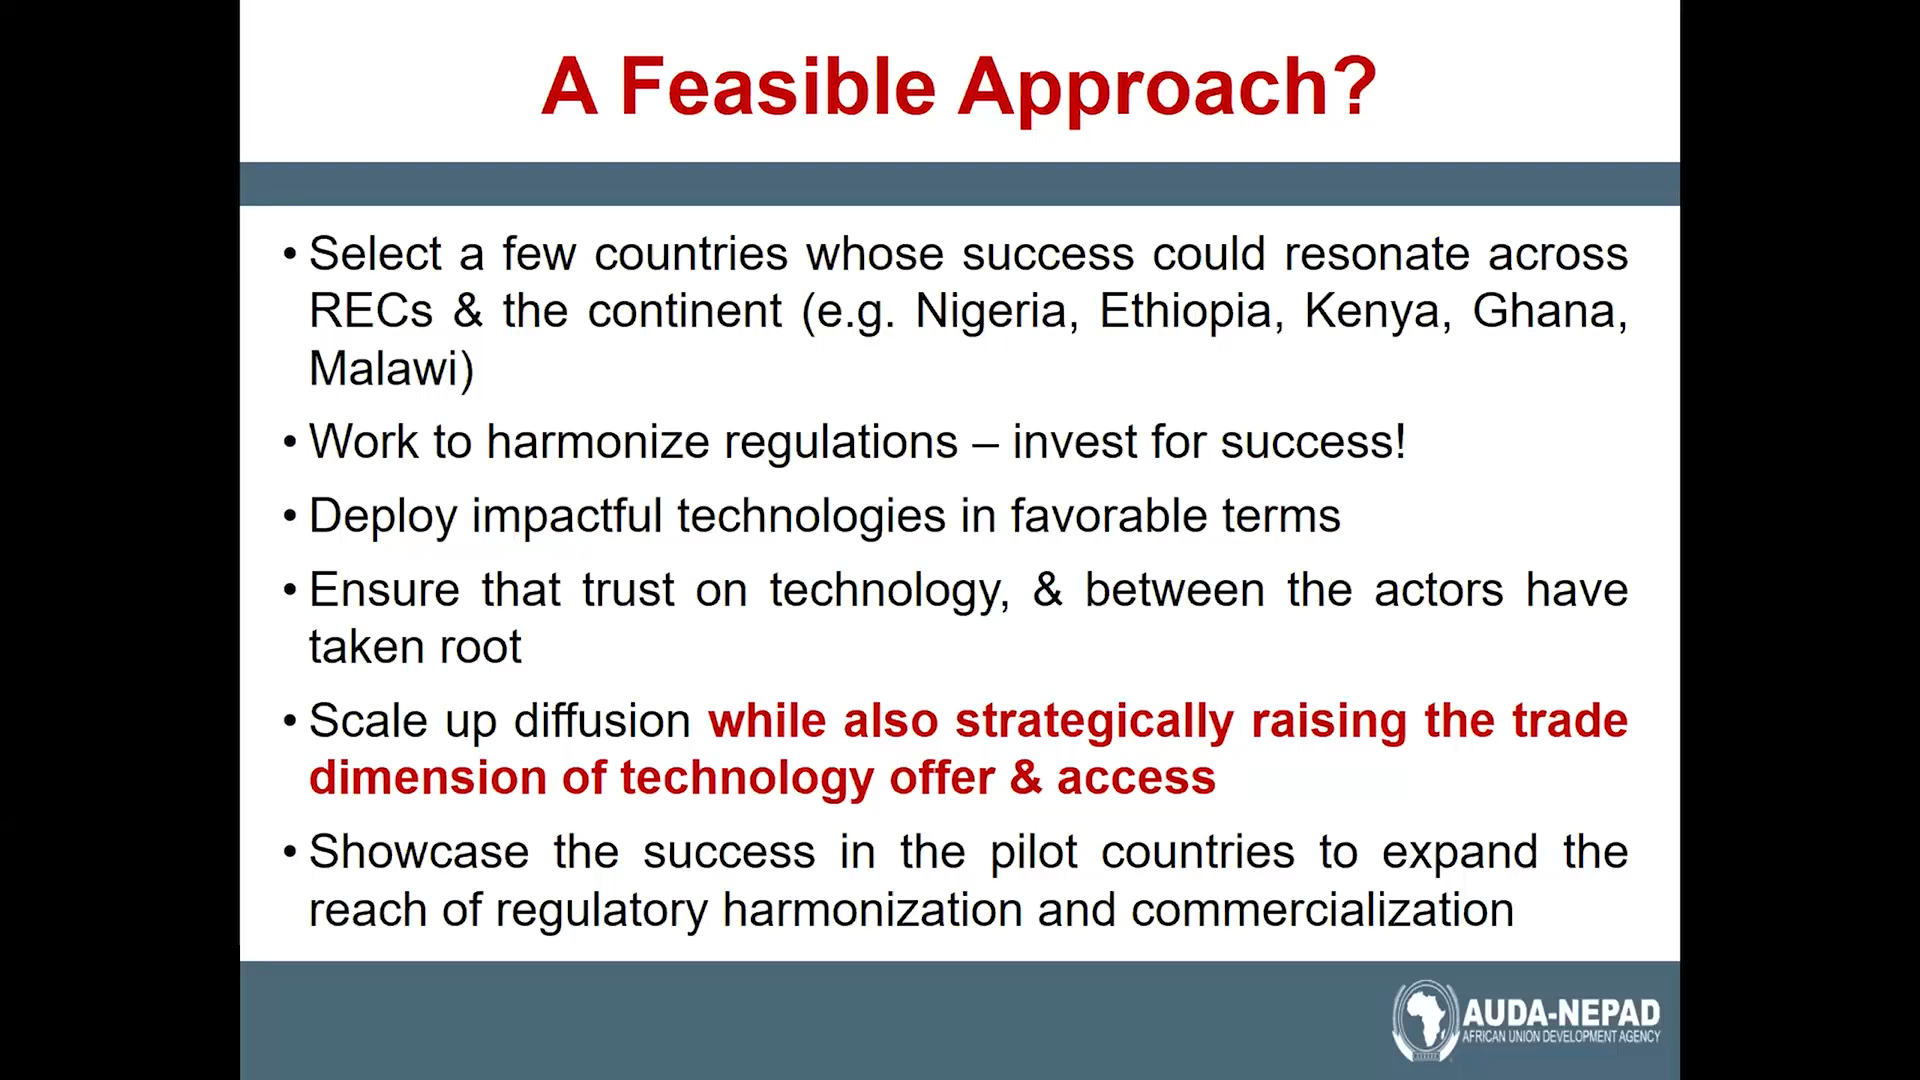 A Feasible Approach?
• Select a few countries whose success could resonate across
RECs & the continent (e.g. Nigeria, Ethiopia, Kenya, Ghana,
Malawi)
• Work to harmonize regulations – invest for success!
• Deploy impactful technologies in favorable terms
• Ensure that trust on technology, & between the actors have
taken root
• Scale up diffusion while also strategically raising the trade
dimension of technology offer & access
• Showcase the success in the pilot countries to expand the
reach of regulatory harmonization and commercialization
AUDA-NEPAD
AFRICAN UNION DEVELOPMENT AGENCY